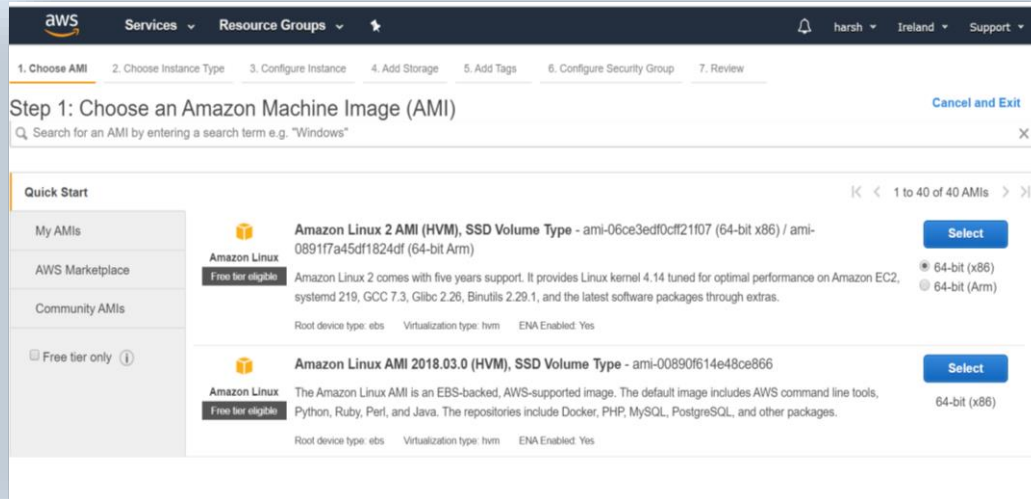 aws Services Resource Groups harsh Ireland Support
1. Choose AMI 2. Choose Instance Type 3. Configure Instance 4. Add Storage 5. Add Tags 6. Configure Security Group 7. Review
Step 1: Choose an Amazon Machine Image (AMI) Cancel and Exit
Search for an AMI by entering a search term e.g. "Windows" X
Quick Start
1 to 40 of 40 AMIs
My AMIs
AWS Marketplace
Community AMIs
Free tier only i
Amazon Linux
Free tier eligible
Amazon Linux 2 AMI (HVM), SSD Volume Type - ami-06ce3edf0cff21f07 (64-bit x86) / ami-
0891f7a45df1824df (64-bit Arm)
Amazon Linux 2 comes with five years support. It provides Linux kernel 4.14 tuned for optimal performance on Amazon EC2,
systemd 219, GCC 7.3, Glibc 2.26, Binutils 2.29.1, and the latest software packages through extras.
Root device type: ebs Virtualization type: hvm ENA Enabled: Yes
Select
64-bit (x86)
64-bit (Arm)
Amazon Linux
Free tier eligible
Amazon Linux AMI 2018.03.0 (HVM), SSD Volume Type - ami-00890f614e48ce866
The Amazon Linux AMI is an EBS-backed, AWS-supported image. The default image includes AWS command line tools,
Python, Ruby, Perl, and Java. The repositories include Docker, PHP, MySQL, PostgreSQL, and other packages.
Root device type: ebs Virtualization type: hvm ENA Enabled: Yes
Select
64-bit (x86)